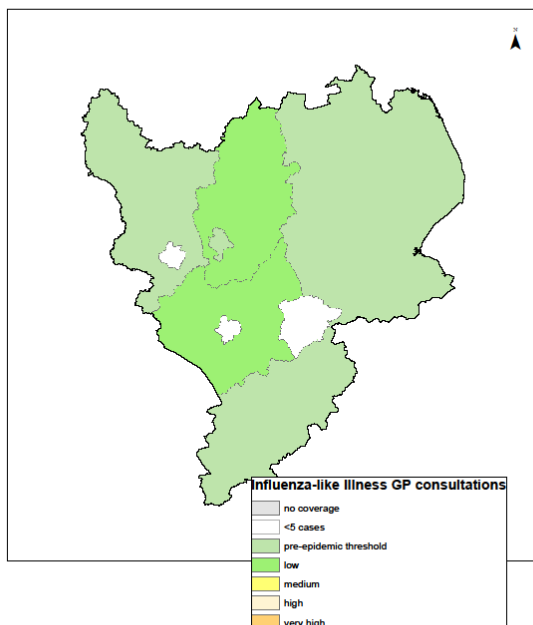 Influenza-like Illness GP consultations
no coverage
<5 cases
pre-epidemic threshold
low
medium
high
very high